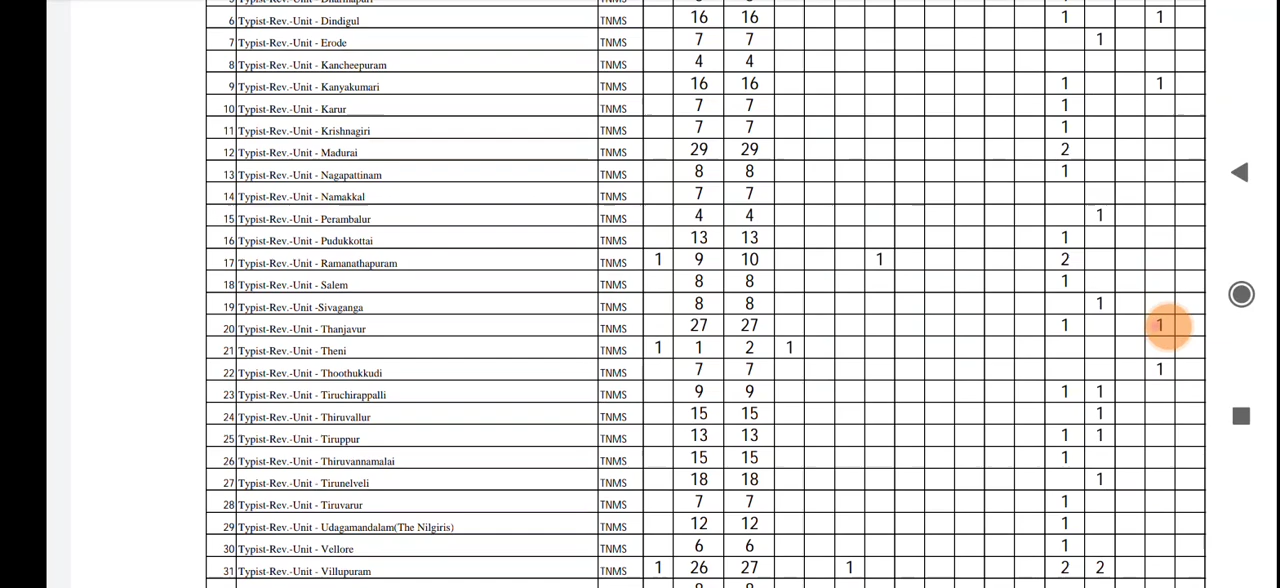 6 Typist-Rev.-Unit - Dindigul TNMS 16 16 1 1
7 Typist-Rev.-Unit - Erode TNMS 7 7 1
8 Typist-Rev.-Unit - Kancheepuram TNMS 4 4
9 Typist-Rev.-Unit - Kanyakumari TNMS 16 16 1 1
10 Typist-Rev.-Unit - Karur TNMS 7 7 1
11 Typist-Rev.-Unit - Krishnagiri TNMS 7 7 1
12 Typist-Rev.-Unit - Madurai TNMS 29 29 2
13 Typist-Rev.-Unit - Nagapattinam TNMS 8 8 1
14 Typist-Rev.-Unit - Namakkal TNMS 7 7
15 Typist-Rev.-Unit - Perambalur TNMS 4 4 1
16 Typist-Rev.-Unit - Pudukkottai TNMS 13 13 1
17 Typist-Rev.-Unit - Ramanathapuram TNMS 1 9 10 1 2
18 Typist-Rev.-Unit - Salem TNMS 8 8 1
19 Typist-Rev.-Unit -Sivaganga TNMS 8 8 1
20 Typist-Rev.-Unit - Thanjavur TNMS 27 27 1 1
21 Typist-Rev.-Unit - Theni TNMS 1 1 2 1
22 Typist-Rev.-Unit - Thoothukkudi TNMS 7 7 1
23 Typist-Rev.-Unit - Tiruchirappalli TNMS 9 9 1 1
24 Typist-Rev.-Unit - Thiruvallur TNMS 15 15 1
25 Typist-Rev.-Unit - Tiruppur TNMS 13 13 1 1
26 Typist-Rev.-Unit - Thiruvannamalai TNMS 15 15 1
27 Typist-Rev.-Unit - Tirunelveli TNMS 18 18 1
28 Typist-Rev.-Unit - Tiruvarur TNMS 7 7 1
29 Typist-Rev.-Unit - Udagamandalam(The Nilgiris) TNMS 12 12 1
30 Typist-Rev.-Unit - Vellore TNMS 6 6 1
31 Typist-Rev.-Unit - Villupuram TNMS 1 26 27 1 2 2